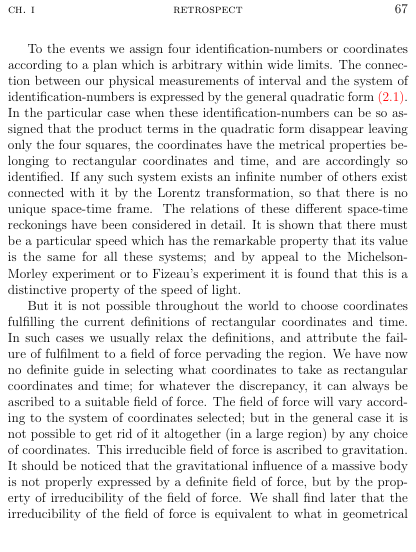 CH. I RETROSPECT 67
To the events we assign four identification-numbers or coordinates
according to a plan which is arbitrary within wide limits. The connec-
tion between our physical measurements of interval and the system of
identification-numbers is expressed by the general quadratic form (2.1).
In the particular case when these identification-numbers can be so as-
signed that the product terms in the quadratic form disappear leaving
only the four squares, the coordinates have the metrical properties be-
longing to rectangular coordinates and time, and are accordingly so
identified. If any such system exists an infinite number of others exist
connected with it by the Lorentz transformation, so that there is no
unique space-time frame. The relations of these different space-time
reckonings have been considered in detail. It is shown that there must
be a particular speed which has the remarkable property that its value
is the same for all these systems; and by appeal to the Michelson-
Morley experiment or to Fizeau's experiment it is found that this is a
distinctive property of the speed of light.
But it is not possible throughout the world to choose coordinates
fulfilling the current definitions of rectangular coordinates and time.
In such cases we usually relax the definitions, and attribute the fail-
ure of fulfilment to a field of force pervading the region. We have now
no definite guide in selecting what coordinates to take as rectangular
coordinates and time; for whatever the discrepancy, it can always be
ascribed to a suitable field of force. The field of force will vary accord-
ing to the system of coordinates selected; but in the general case it is
not possible to get rid of it altogether (in a large region) by any choice
of coordinates. This irreducible field of force is ascribed to gravitation.
It should be noticed that the gravitational influence of a massive body
is not properly expressed by a definite field of force, but by the prop-
erty of irreducibility of the field of force. We shall find later that the
irreducibility of the field of force is equivalent to what in geometrical